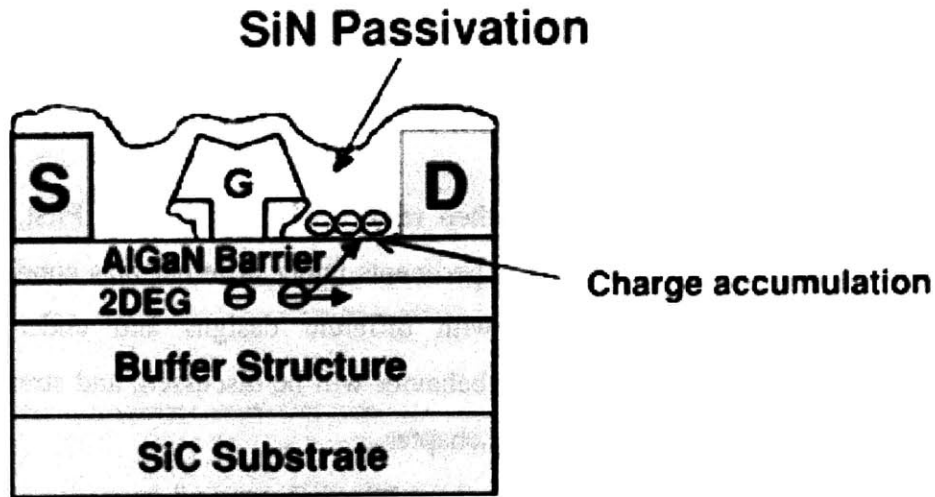 SiN Passivation
S
G
D
AlGaN Barrier
Charge accumulation
2DEG
Buffer Structure
SiC Substrate